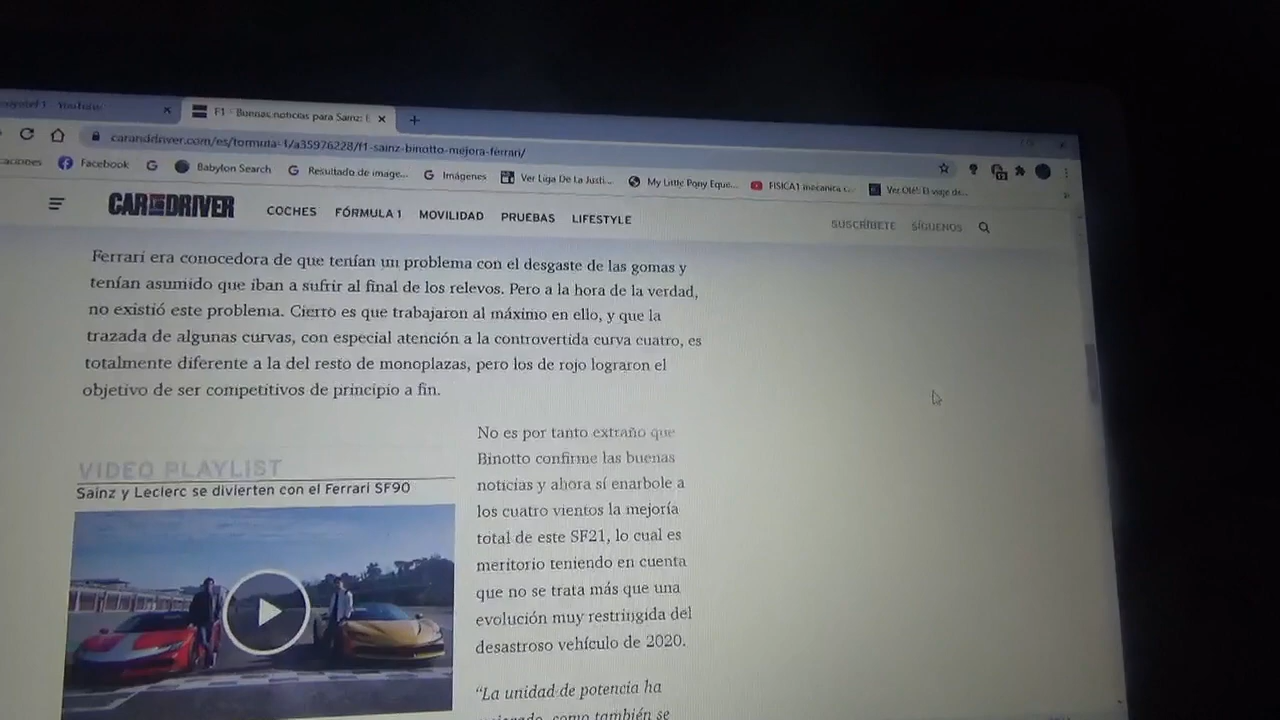 F1 - Buenas noticias para Sainz:
caranddriver.com/es/formula-1/a35976228/f1-sainz-binotto-mejora-ferrari/
Facebook
Babylon Search
Resultado de image...
Imágenes
Ver Liga De La Justi...
My Little Pony Eque...
FISICA1 mecanica c...
Ver Olé! El viaje de...
CAR AND DRIVER
COCHES
FÓRMULA 1
MOVILIDAD
PRUEBAS
LIFESTYLE
SUSCRÍBETE
SÍGUENOS
Ferrari era conocedora de que tenían un problema con el desgaste de las gomas y
tenían asumido que iban a sufrir al final de los relevos. Pero a la hora de la verdad,
no existió este problema. Cierro es que trabajaron al máximo en ello, y que la
trazada de algunas curvas, con especial atención a la controvertida curva cuatro, es
totalmente diferente a la del resto de monoplazas, pero los de rojo lograron el
objetivo de ser competitivos de principio a fin.
VIDEO PLAYLIST
Sainz y Leclerc se divierten con el Ferrari SF90
No es por tanto extraño que
Binotto confirme las buenas
noticias y ahora sí enarbole a
los cuatro vientos la mejoría
total de este SF21, lo cual es
meritorio teniendo en cuenta
que no se trata más que una
evolución muy restringida del
desastroso vehículo de 2020.
“La unidad de potencia ha
como también se